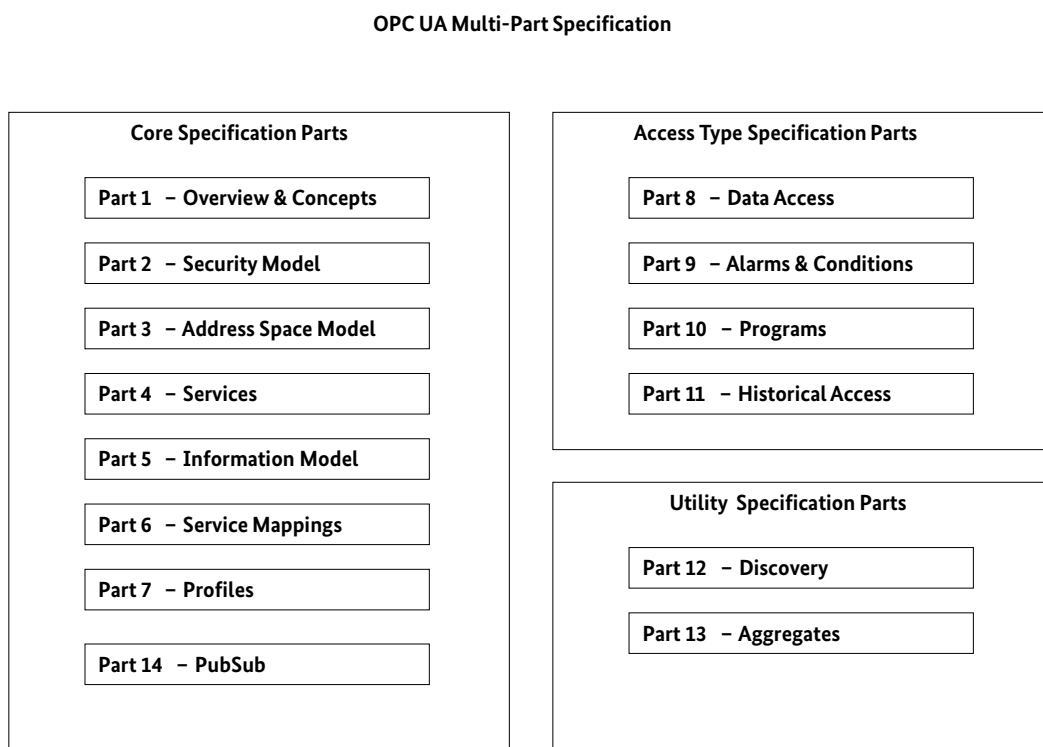 OPC UA Multi-Part Specification
Core Specification Parts
Part 1 – Overview & Concepts
Part 2 – Security Model
Part 3 – Address Space Model
Part 4 – Services
Part 5 – Information Model
Part 6 – Service Mappings
Part 7 – Profiles
Part 14 – PubSub
Access Type Specification Parts
Part 8 – Data Access
Part 9 – Alarms & Conditions
Part 10 – Programs
Part 11 – Historical Access
Utility Specification Parts
Part 12 – Discovery
Part 13 – Aggregates